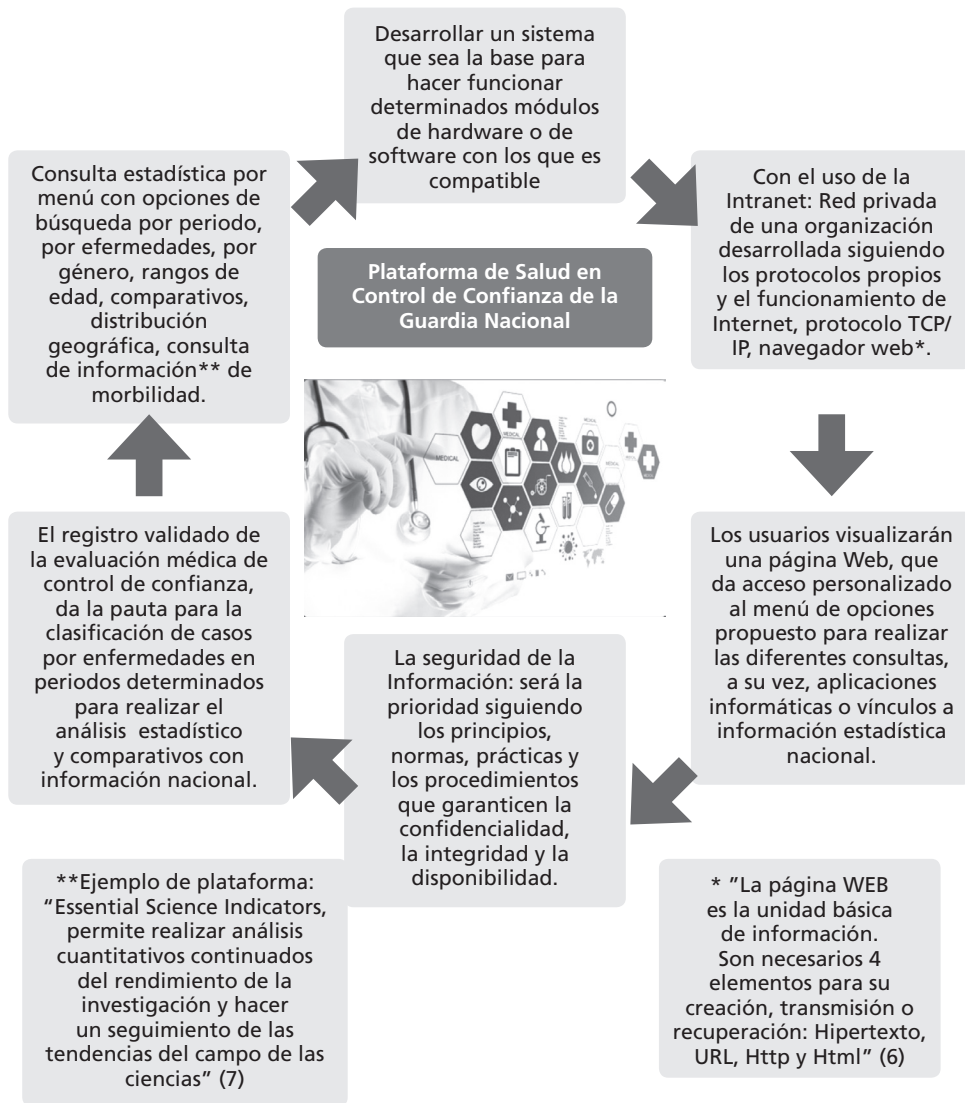 Desarrollar un sistema
que sea la base para
hacer funcionar
determinados módulos
de hardware o de
software con los que es
compatible
Con el uso de la
Intranet: Red privada
de una organización
desarrollada siguiendo
los protocolos propios
y el funcionamiento de
Internet, protocolo TCP/
IP, navegador web*.
Los usuarios visualizarán
una página Web, que
da acceso personalizado
al menú de opciones
propuesto para realizar
las diferentes consultas,
a su vez, aplicaciones
informáticas o vínculos a
información estadística
nacional.
La seguridad de la
Información: será la
prioridad siguiendo
los principios,
normas, prácticas y
los procedimientos
que garanticen la
confidencialidad,
la integridad y la
disponibilidad.
El registro validado de
la evaluación médica de
control de confianza,
da la pauta para la
clasificación de casos
por enfermedades en
periodos determinados
para realizar el
análisis estadístico
y comparativos con
información nacional.
Consulta estadística por
menú con opciones de
búsqueda por periodo,
por efermedades, por
género, rangos de
edad, comparativos,
distribución
geográfica, consulta
de información** de
morbilidad.
Plataforma de Salud en
Control de Confianza de la
Guardia Nacional
MEDICAL
MEDICAL
MEDICAL
**Ejemplo de plataforma:
“Essential Science Indicators,
permite realizar análisis
cuantitativos continuados
del rendimiento de la
investigación y hacer
un seguimiento de las
tendencias del campo de las
ciencias” (7)
* ”La página WEB
es la unidad básica
de información.
Son necesarios 4
elementos para su
creación, transmisión o
recuperación: Hipertexto,
URL, Http y Html” (6)